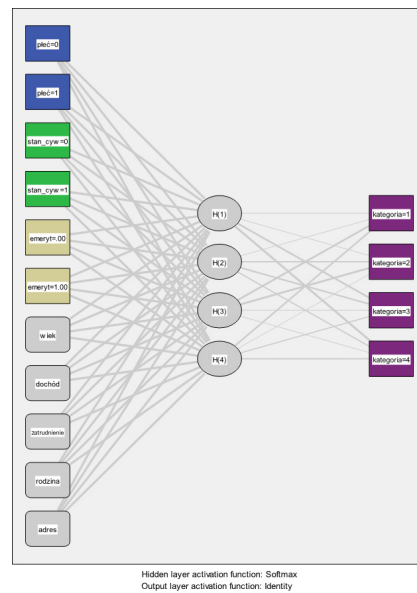 płeć=0
płeć=1
stan_cyw=0
stan_cyw=1
emeryt=.00
emeryt=1.00
wiek
dochód
zatrudnienie
rodzina
adres
H(1)
H(2)
H(3)
H(4)
kategoria=1
kategoria=2
kategoria=3
kategoria=4
Hidden layer activation function: Softmax
Output layer activation function: Identity